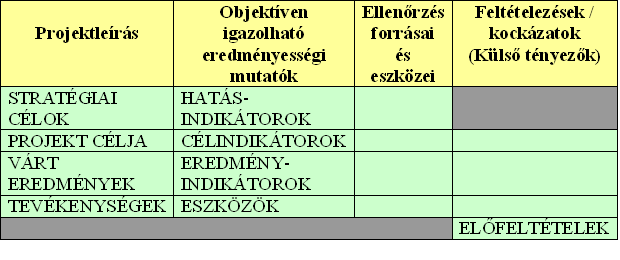 Projektleírás
Objektíven
igazolható
eredményességi
mutatók
Ellenőrzés
forrásai
és
eszközei
Feltételezések /
kockázatok
(Külső tényezők)
STRATÉGIAI
CÉLOK
HATÁS-
INDIKÁTOROK
PROJEKT CÉLJA
CÉLINDIKÁTOROK
VÁRT
EREDMÉNYEK
EREDMÉNY-
INDIKÁTOROK
TEVÉKENYSÉGEK
ESZKÖZÖK
ELŐFELTÉTELEK